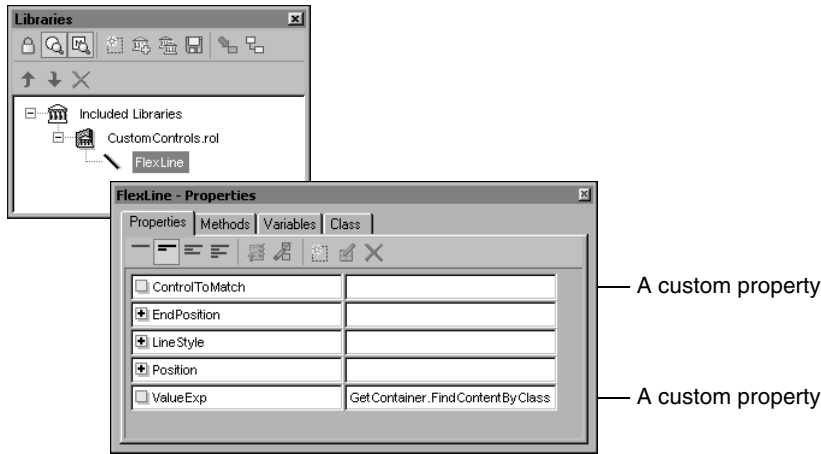 Libraries
Included Libraries
CustomControls.rol
FlexLine
FlexLine - Properties
Properties Methods Variables Class
ControlToMatch
A custom property
EndPosition
LineStyle
Position
ValueExp GetContainer.FindContentByClass
A custom property